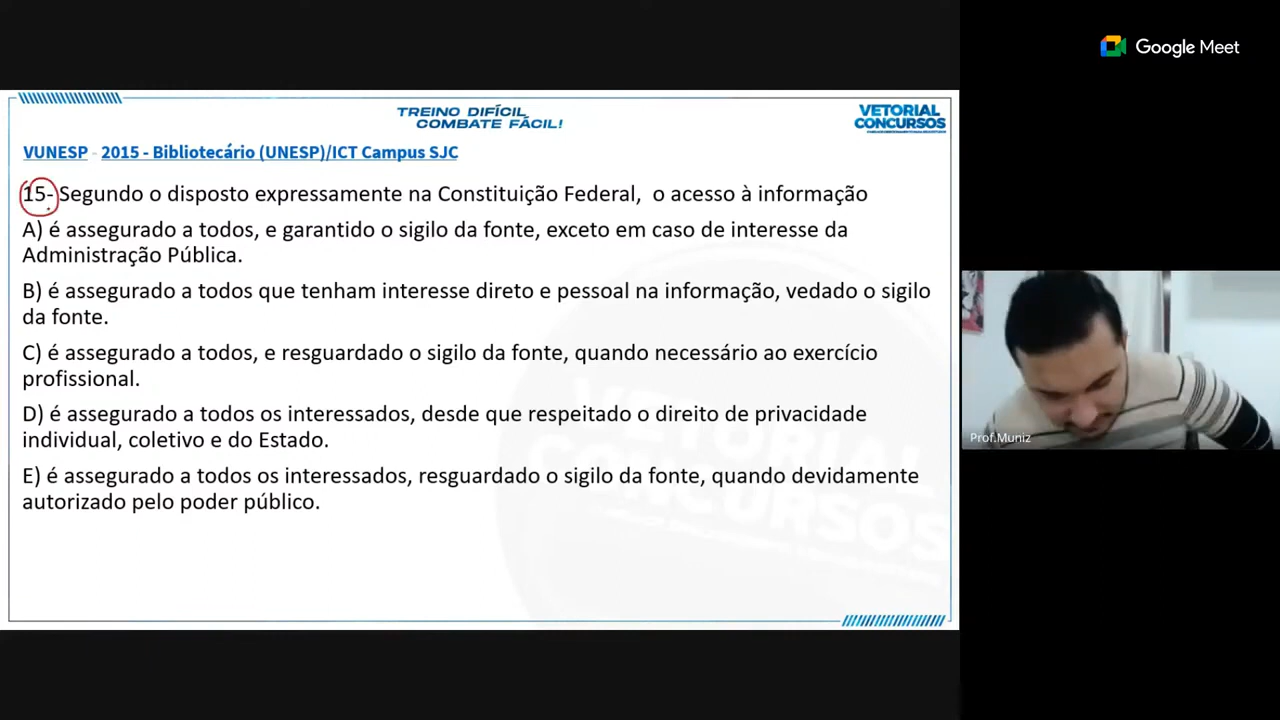 Google Meet
TREINO DIFÍCIL
COMBATE FÁCIL!
VETORIAL
CONCURSOS
VUNESP - 2015 - Bibliotecário (UNESP)/ICT Campus SJC
15- Segundo o disposto expressamente na Constituição Federal, o acesso à informação
A) é assegurado a todos, e garantido o sigilo da fonte, exceto em caso de interesse da
Administração Pública.
B) é assegurado a todos que tenham interesse direto e pessoal na informação, vedado o sigilo
da fonte.
C) é assegurado a todos, e resguardado o sigilo da fonte, quando necessário ao exercício
profissional.
D) é assegurado a todos os interessados, desde que respeitado o direito de privacidade
individual, coletivo e do Estado.
E) é assegurado a todos os interessados, resguardado o sigilo da fonte, quando devidamente
autorizado pelo poder público.
VETORIAL
CONCURSOS
Prof.Muniz